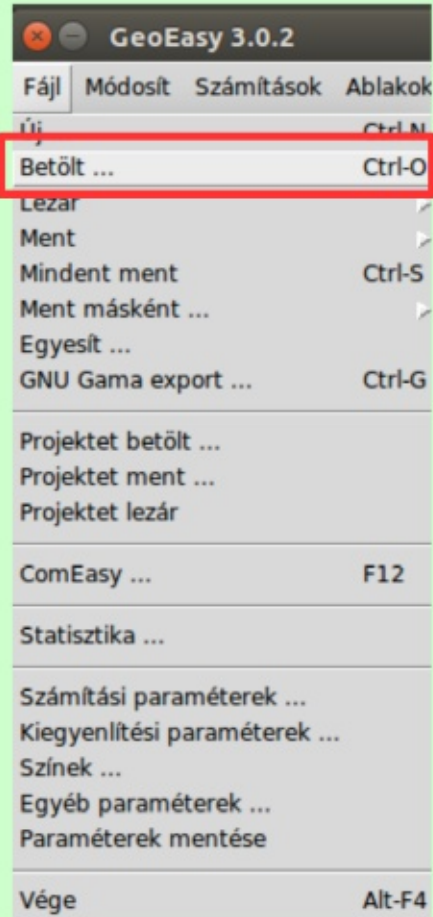 GeoEasy 3.0.2
Fájl Módosít Számítások Ablakok
Új Ctrl-N
Betölt ... Ctrl-O
Lezár
Ment
Mindent ment Ctrl-S
Ment másként ...
Egyesít ...
GNU Gama export ... Ctrl-G
Projektet betölt ...
Projektet ment ...
Projektet lezár
ComEasy ... F12
Statisztika ...
Számítási paraméterek ...
Kiegyenlítési paraméterek ...
Színek ...
Egyéb paraméterek ...
Paraméterek mentése
Vége Alt-F4